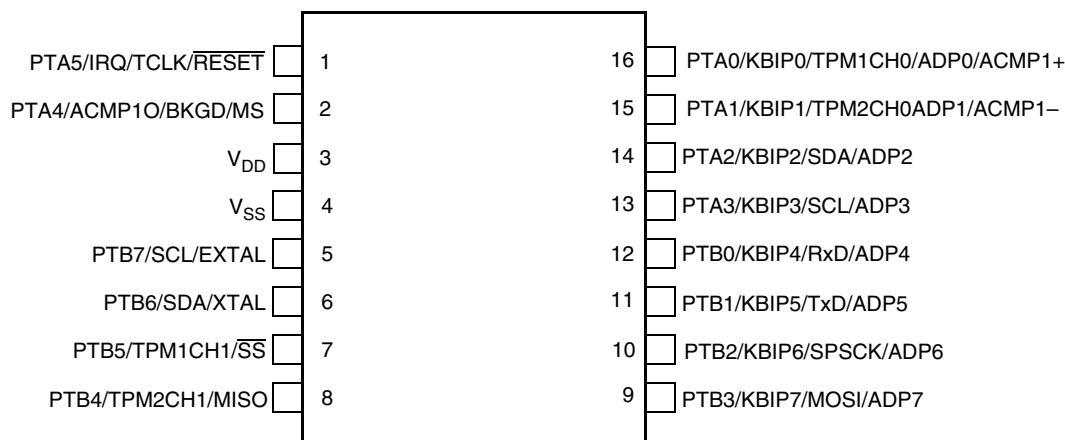 PTA5/IRQ/TCLK/RESET 1 16 PTA0/KBIP0/TPM1CH0/ADP0/ACMP1+
PTA4/ACMP1O/BKGD/MS 2 15 PTA1/KBIP1/TPM2CH0ADP1/ACMP1–
VDD 3 14 PTA2/KBIP2/SDA/ADP2
VSS 4 13 PTA3/KBIP3/SCL/ADP3
PTB7/SCL/EXTAL 5 12 PTB0/KBIP4/RxD/ADP4
PTB6/SDA/XTAL 6 11 PTB1/KBIP5/TxD/ADP5
PTB5/TPM1CH1/SS 7 10 PTB2/KBIP6/SPSCK/ADP6
PTB4/TPM2CH1/MISO 8 9 PTB3/KBIP7/MOSI/ADP7